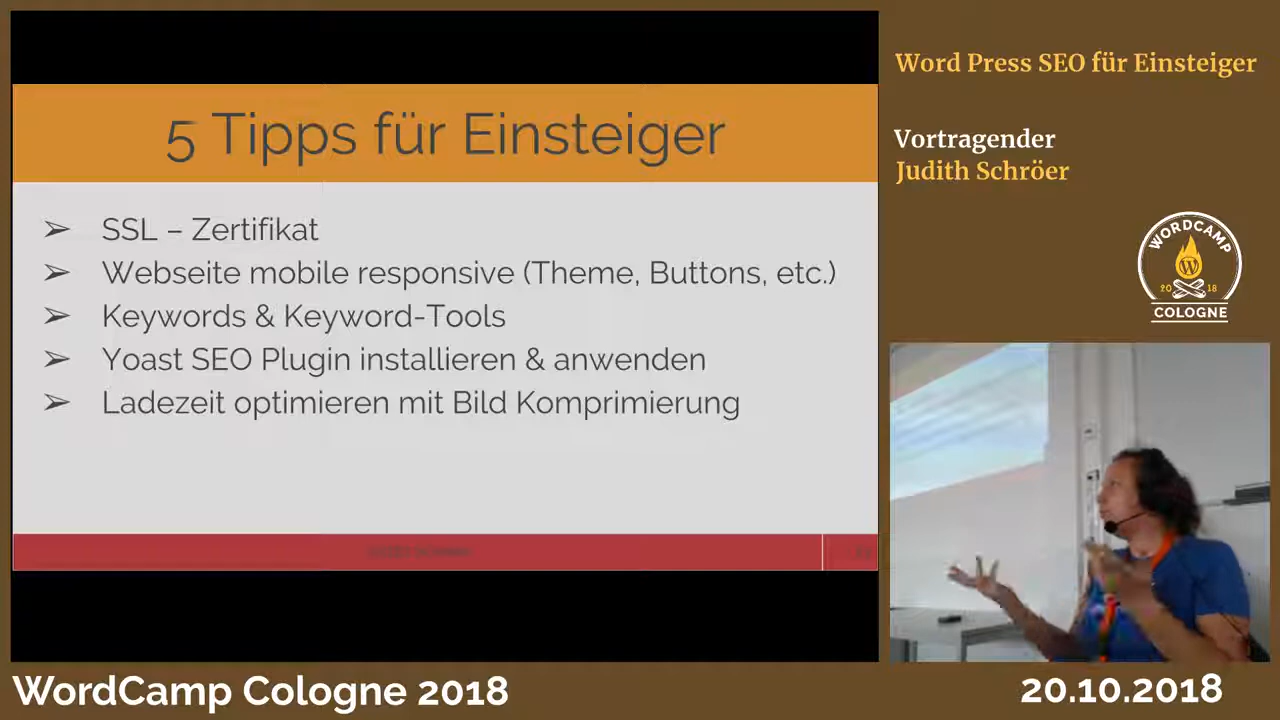 5 Tipps für Einsteiger
➢ SSL – Zertifikat
➢ Webseite mobile responsive (Theme, Buttons, etc.)
➢ Keywords & Keyword-Tools
➢ Yoast SEO Plugin installieren & anwenden
➢ Ladezeit optimieren mit Bild Komprimierung
Word Press SEO für Einsteiger
Vortragender
Judith Schröer
WORDCAMP
2018
COLOGNE
WordCamp Cologne 2018
20.10.2018